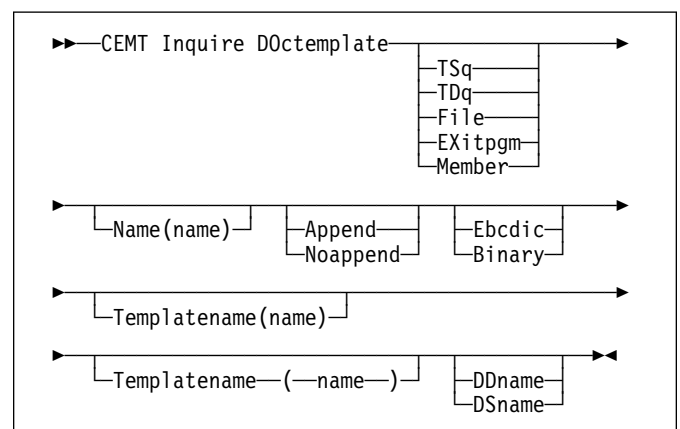 CEMT Inquire DOctemplate
TSq
TDq
File
EXitpgm
Member
Name(name) Append Ebcdic
Noappend Binary
Templatename(name)
Templatename ( name ) DDname
DSname